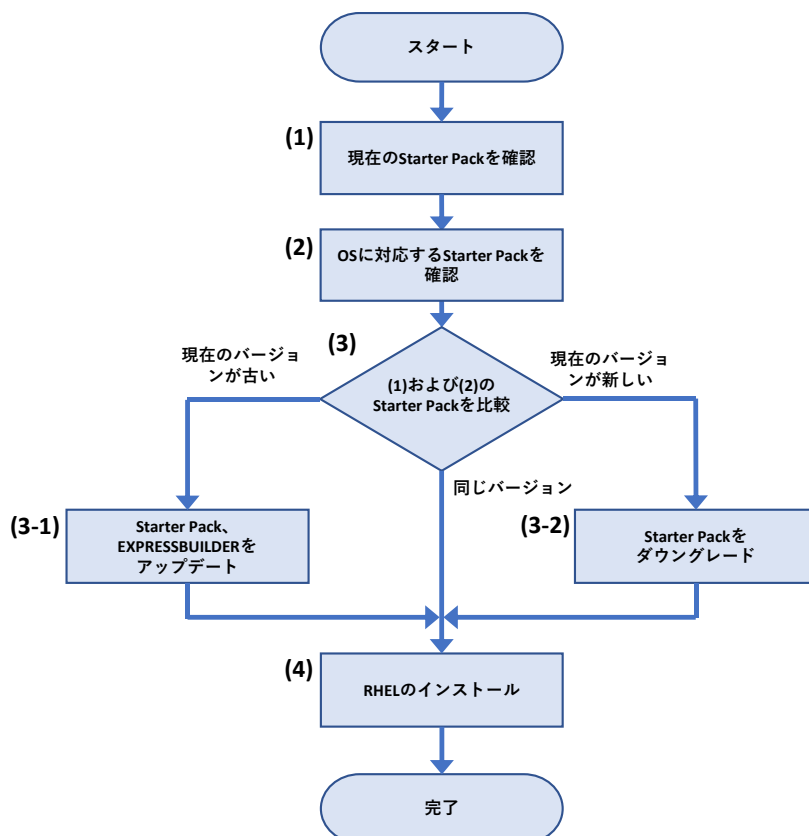 スタート
(1)
現在のStarter Packを確認
(2)
OSに対応するStarter Packを
確認
(3)
現在のバージョ
ンが古い
現在のバージョ
ンが新しい
(1)および(2)の
Starter Packを比較
同じバージョン
(3-1)
Starter Pack、
EXPRESSBUILDERを
アップデート
(3-2)
Starter Packを
ダウングレード
(4)
RHELのインストール
完了